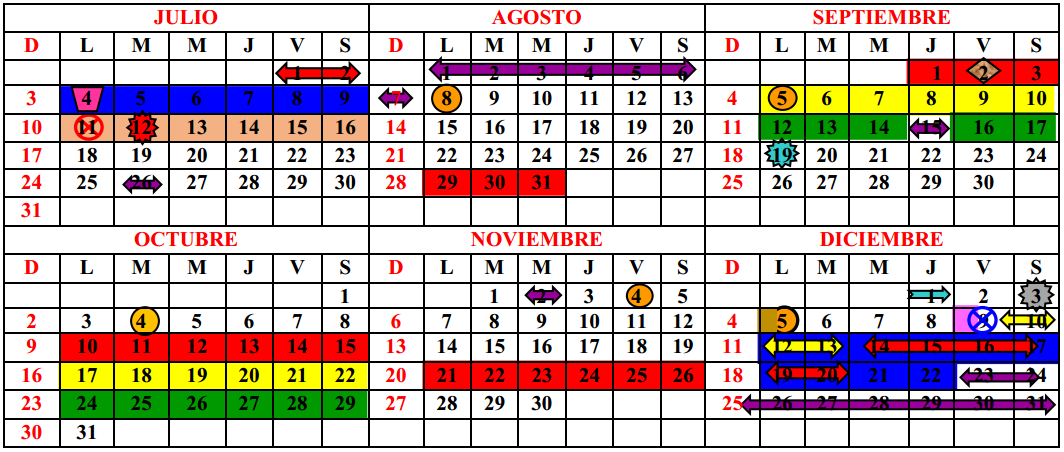 JULIO AGOSTO SEPTIEMBRE
D L M M J V S D L M M J V S D L M M J V S
1 2 1 2 3 4 5 6 1 2 3
3 4 5 6 7 8 9 7 8 9 10 11 12 13 4 5 6 7 8 9 10
10 11 12 13 14 15 16 14 15 16 17 18 19 20 11 12 13 14 15 16 17
17 18 19 20 21 22 23 21 22 23 24 25 26 27 18 19 20 21 22 23 24
24 25 26 27 28 29 30 28 29 30 31 25 26 27 28 29 30
31
OCTUBRE NOVIEMBRE DICIEMBRE
D L M M J V S D L M M J V S D L M M J V S
1 1 2 3 4 5 1 2 3
2 3 4 5 6 7 8 6 7 8 9 10 11 12 4 5 6 7 8 9 10
9 10 11 12 13 14 15 13 14 15 16 17 18 19 11 12 13 14 15 16 17
16 17 18 19 20 21 22 20 21 22 23 24 25 26 18 19 20 21 22 23 24
23 24 25 26 27 28 29 27 28 29 30 25 26 27 28 29 30 31
30 31